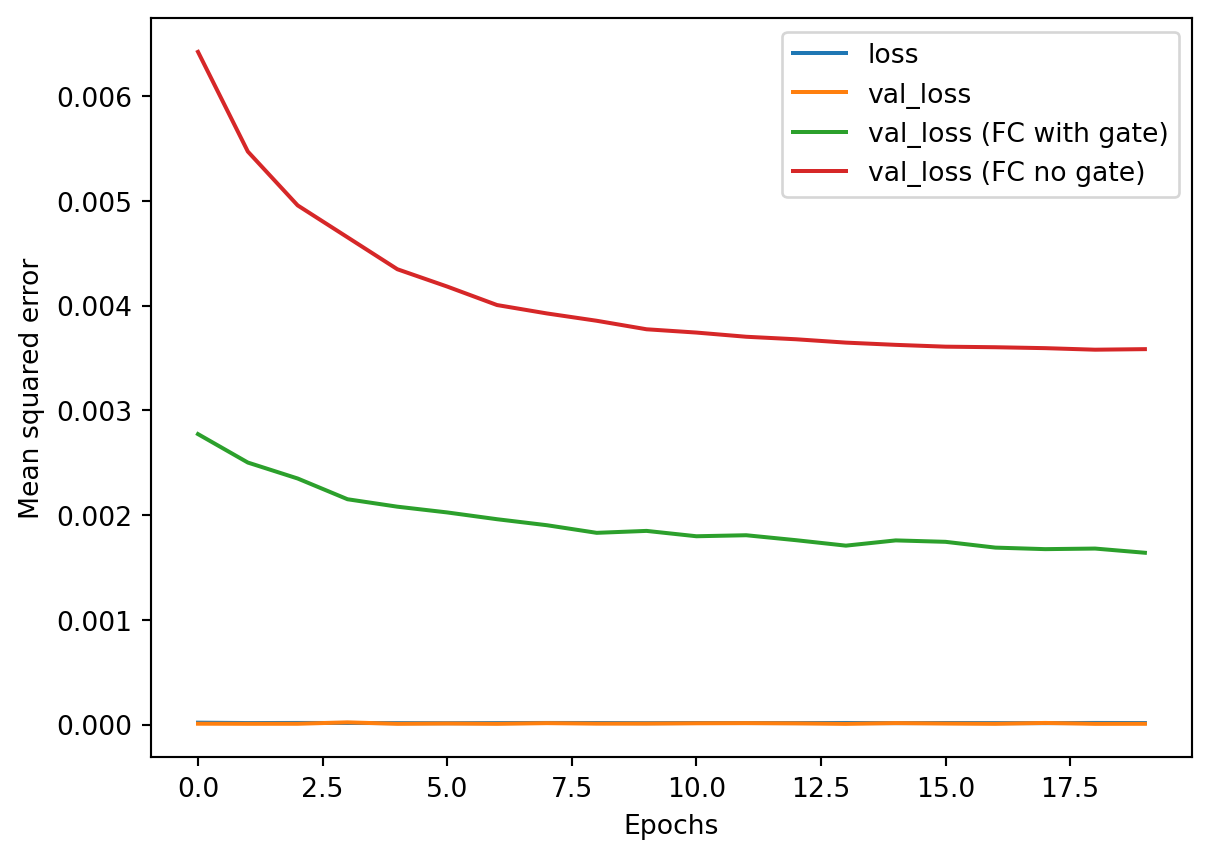 loss
val_loss
val_loss (FC with gate)
val_loss (FC no gate)
Mean squared error
0.006
0.005
0.004
0.003
0.002
0.001
0.000
0.0 2.5 5.0 7.5 10.0 12.5 15.0 17.5
Epochs